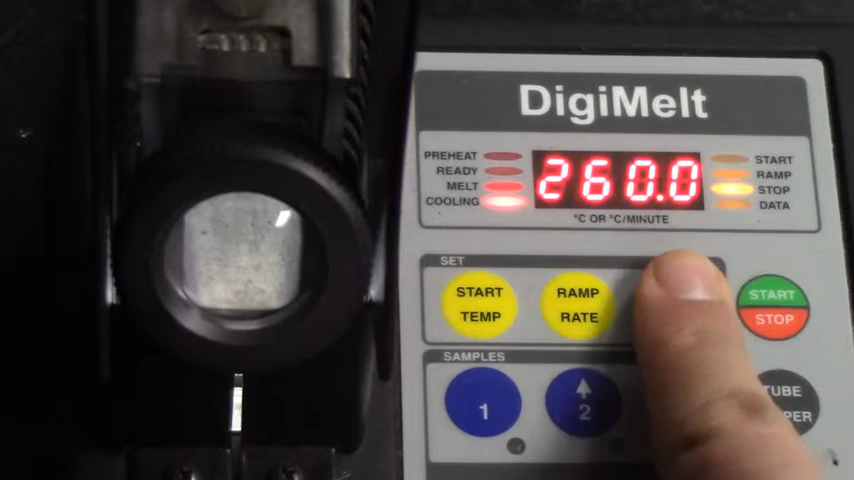 DigiMelt
PREHEAT
READY
MELT
COOLING
260.0
START
RAMP
STOP
DATA
°C OR °C/MINUTE
SET
START
TEMP
RAMP
RATE
START
STOP
SAMPLES
1
2
TUBE